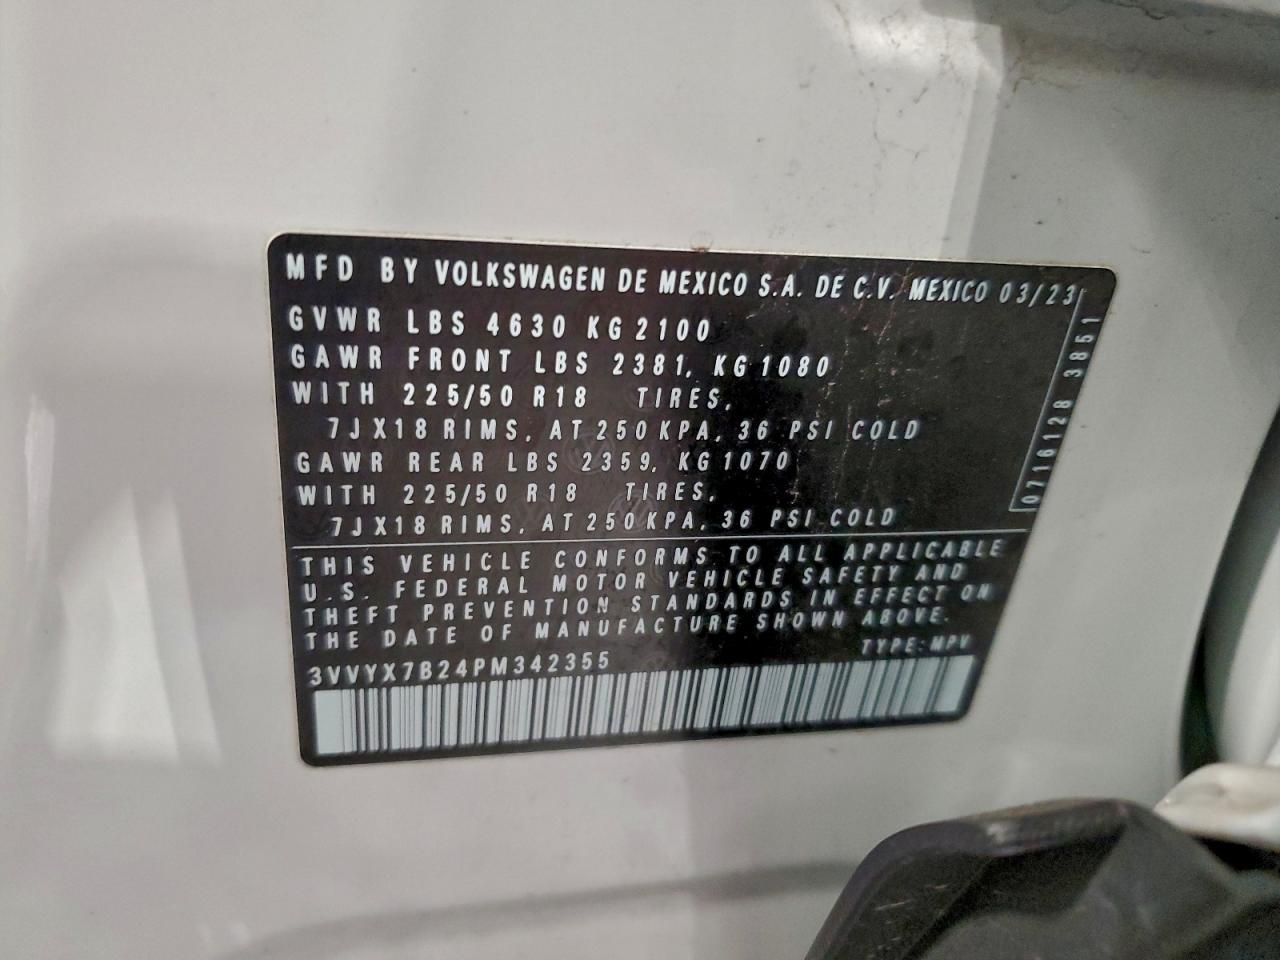 MFD BY VOLKSWAGEN DE MEXICO S.A. DE C.V. MEXICO 03/23
GVWR LBS 4630 KG 2100
GAWR FRONT LBS 2381, KG 1080
WITH 225/50 R18 TIRES,
7JX18 RIMS, AT 250 KPA, 36 PSI COLD
GAWR REAR LBS 2359, KG 1070
WITH 225/50 R18 TIRES,
7JX18 RIMS, AT 250 KPA, 36 PSI COLD
0716128 3851
THIS VEHICLE CONFORMS TO ALL APPLICABLE
U.S. FEDERAL MOTOR VEHICLE SAFETY AND
THEFT PREVENTION STANDARDS IN EFFECT ON
THE DATE OF MANUFACTURE SHOWN ABOVE.
TYPE: MPV
3VVYX7B24PM342355